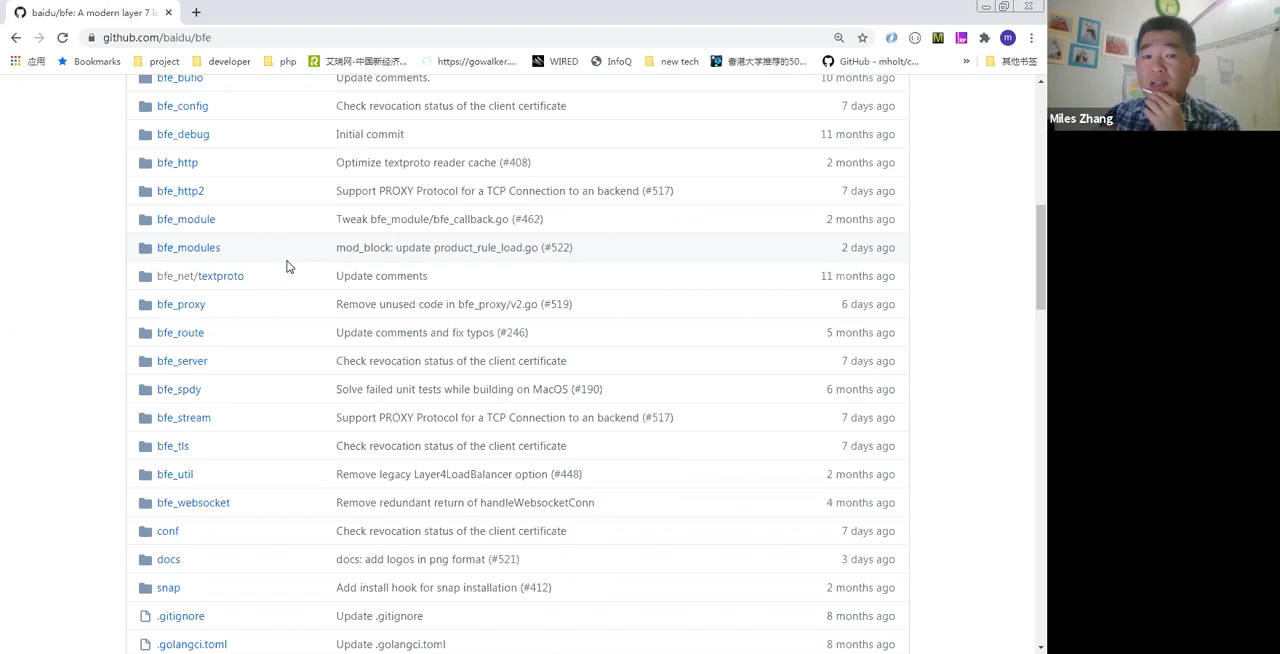 baidu/bfe: A modern layer 7 lo
github.com/baidu/bfe
m
应用 Bookmarks project developer php 艾瑞网-中国新经济... https://gowalker.... WIRED InfoQ new tech 香港大学推荐的50... GitHub - mholt/c... » 其他书签
bfe_bufio Update comments. 10 months ago
bfe_config Check revocation status of the client certificate 7 days ago
bfe_debug Initial commit 11 months ago
bfe_http Optimize textproto reader cache (#408) 2 months ago
bfe_http2 Support PROXY Protocol for a TCP Connection to an backend (#517) 7 days ago
bfe_module Tweak bfe_module/bfe_callback.go (#462) 2 months ago
bfe_modules mod_block: update product_rule_load.go (#522) 2 days ago
bfe_net/textproto Update comments 11 months ago
bfe_proxy Remove unused code in bfe_proxy/v2.go (#519) 6 days ago
bfe_route Update comments and fix typos (#246) 5 months ago
bfe_server Check revocation status of the client certificate 7 days ago
bfe_spdy Solve failed unit tests while building on MacOS (#190) 6 months ago
bfe_stream Support PROXY Protocol for a TCP Connection to an backend (#517) 7 days ago
bfe_tls Check revocation status of the client certificate 7 days ago
bfe_util Remove legacy Layer4LoadBalancer option (#448) 2 months ago
bfe_websocket Remove redundant return of handleWebsocketConn 4 months ago
conf Check revocation status of the client certificate 7 days ago
docs docs: add logos in png format (#521) 3 days ago
snap Add install hook for snap installation (#412) 2 months ago
.gitignore Update .gitignore 8 months ago
.golangci.toml Update .golangci.toml 8 months ago
Miles Zhang